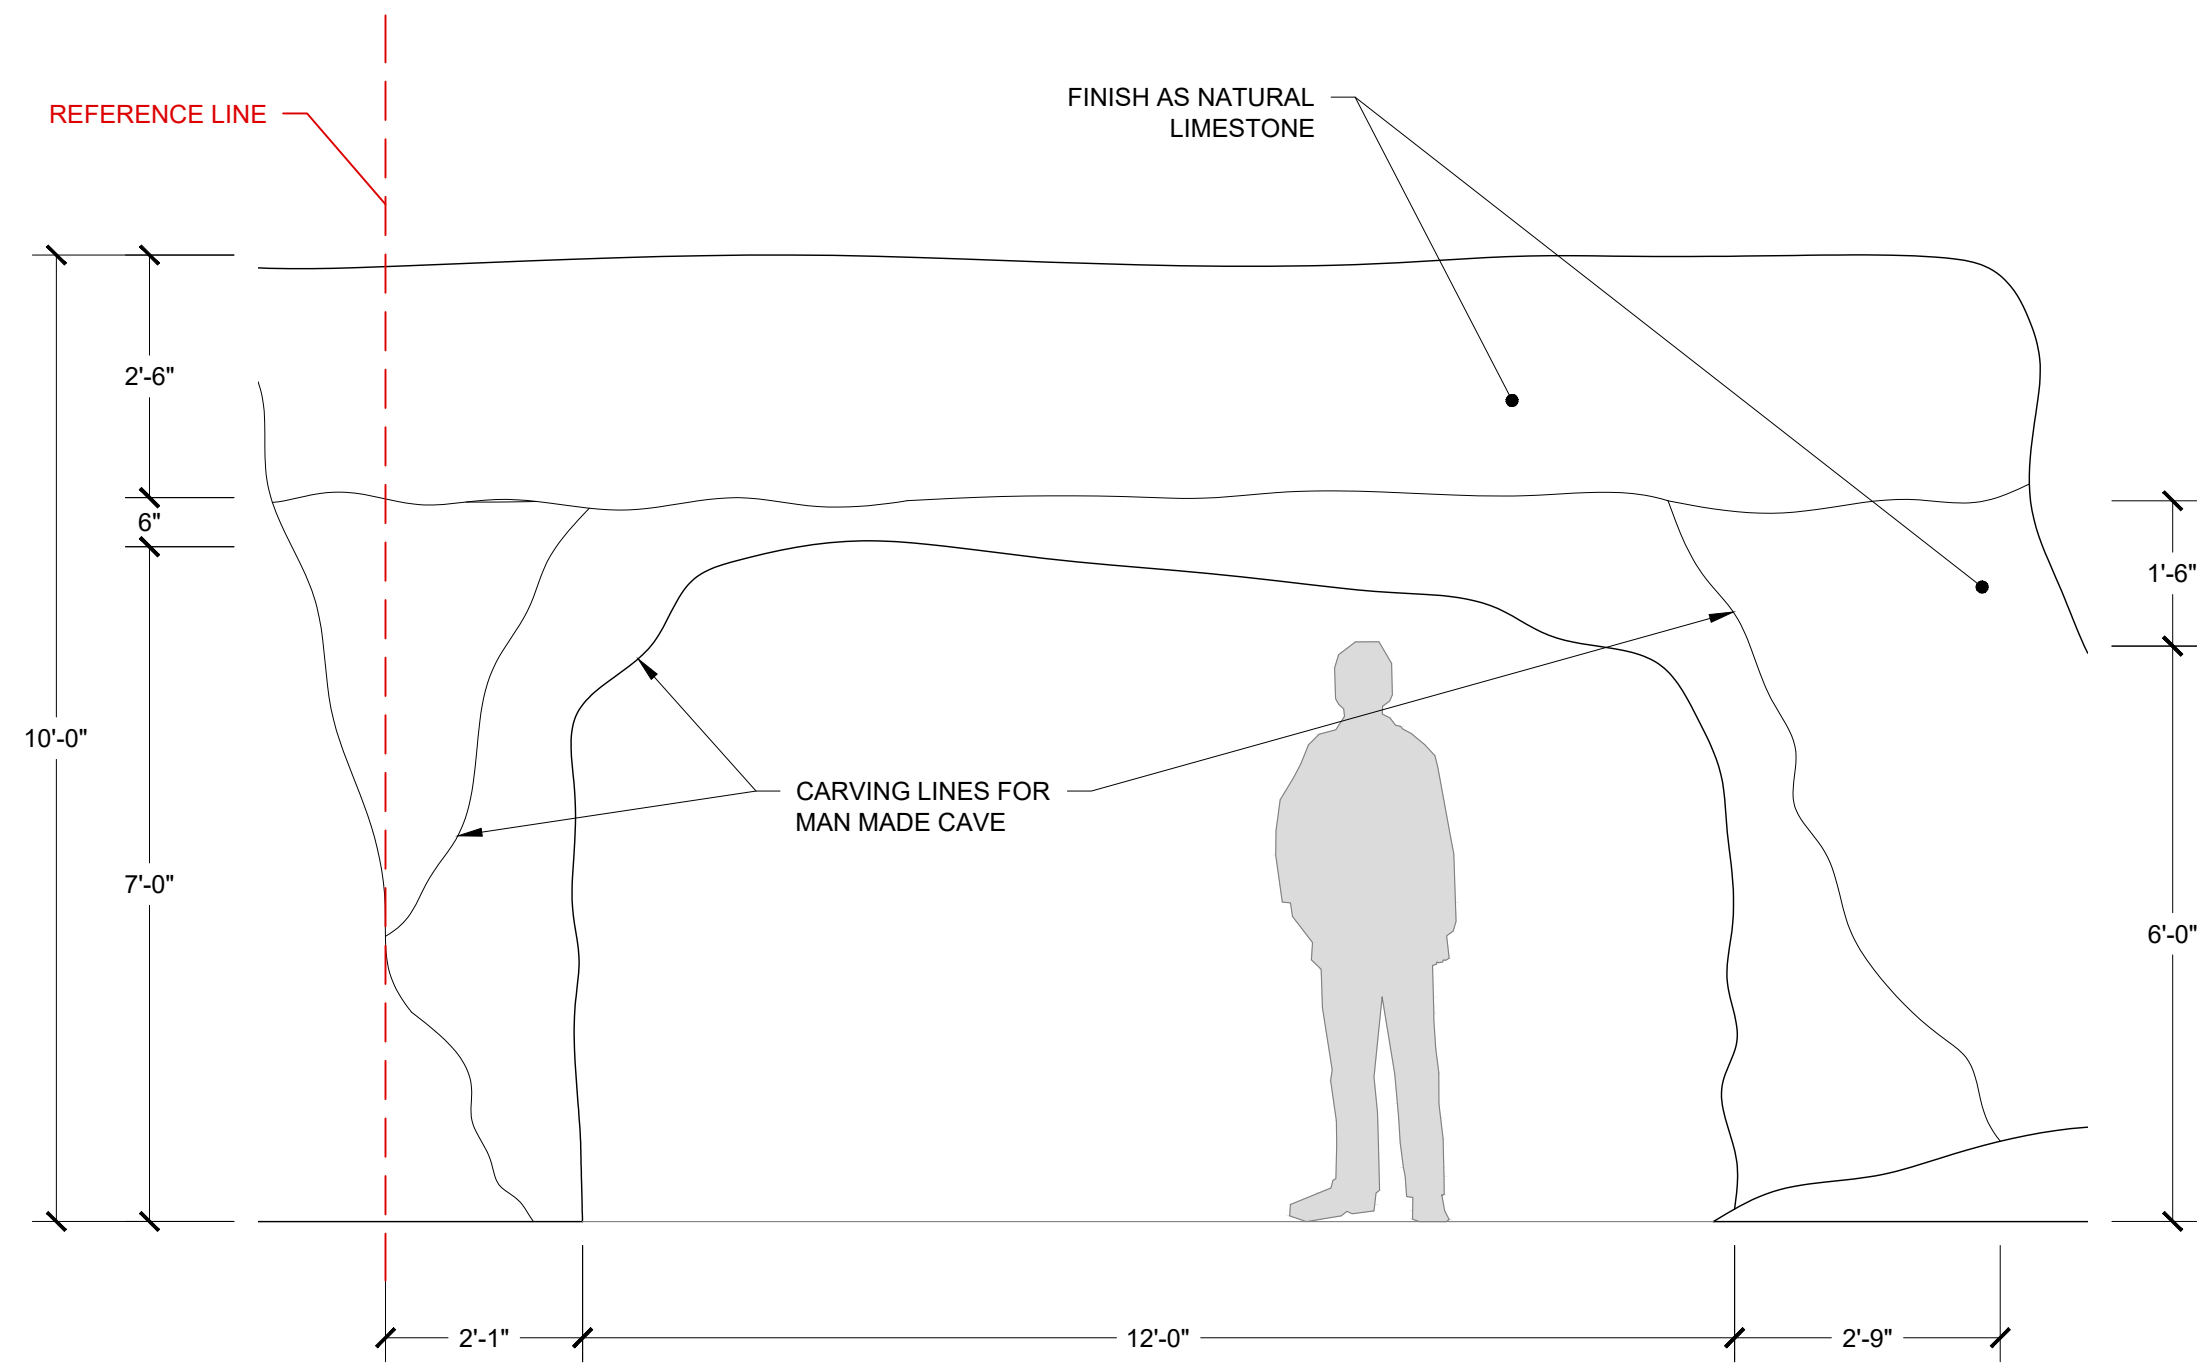 REFERENCE LINE
FINISH AS NATURAL
LIMESTONE
2'-6"
6"
1'-6"
10'-0"
CARVING LINES FOR
MAN MADE CAVE
7'-0"
6'-0"
2'-1"
12'-0"
2'-9"